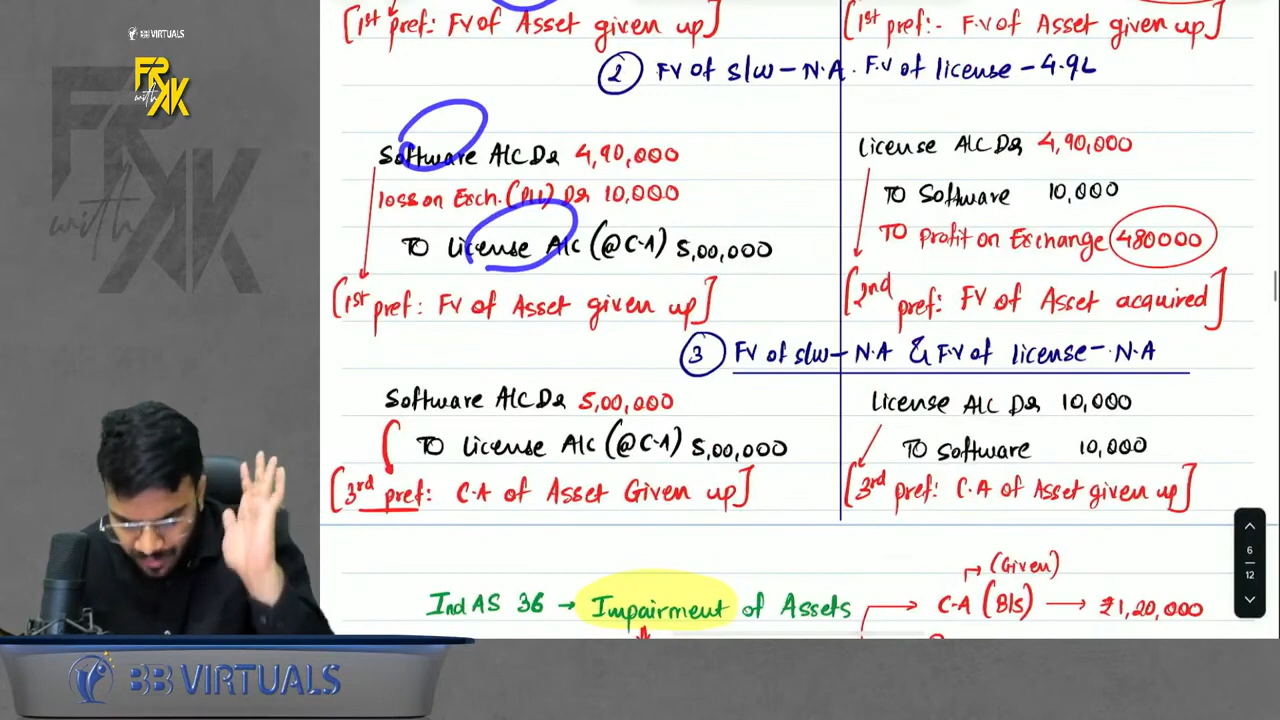 BB VIRTUALS
FR
with
AK
[1st pref: FV of Asset given up]
[1st pref:- F.V of Asset given up]
2 FV of s/w - N.A. F.V of license - 4.9L
Software A/C Dr 4,90,000
loss on Exch. (P/L) Dr 10,000
TO License A/c (@C.A) 5,00,000
[1st pref: FV of Asset given up]
License A/C Dr 4,90,000
TO Software 10,000
TO Profit on Exchange 480000
[2nd pref: FV of Asset acquired]
3 FV of s/w - N.A & F.V of license - N.A
Software A/C Dr 5,00,000
TO License A/c (@C.A) 5,00,000
[3rd pref: C.A of Asset Given up]
License A/C Dr 10,000
TO Software 10,000
[3rd pref: C.A of Asset given up]
Ind AS 36 → Impairment of Assets
(Given)
C.A (B/S) → ₹1,20,000
6
12
BB VIRTUALS